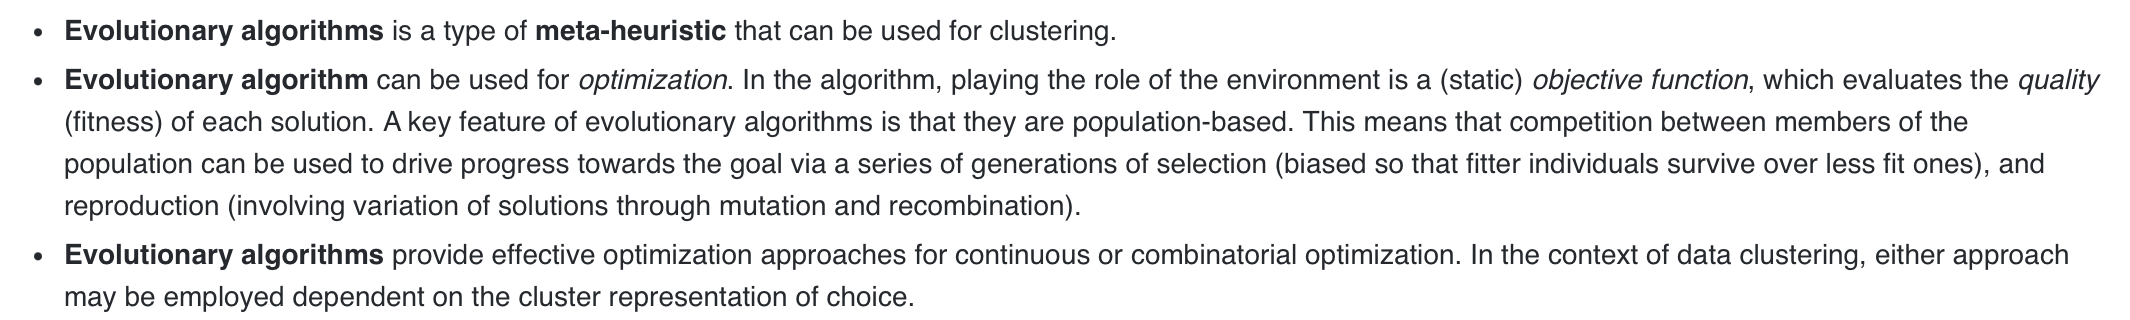 • Evolutionary algorithms is a type of meta-heuristic that can be used for clustering.
• Evolutionary algorithm can be used for optimization. In the algorithm, playing the role of the environment is a (static) objective function, which evaluates the quality
(fitness) of each solution. A key feature of evolutionary algorithms is that they are population-based. This means that competition between members of the
population can be used to drive progress towards the goal via a series of generations of selection (biased so that fitter individuals survive over less fit ones), and
reproduction (involving variation of solutions through mutation and recombination).
• Evolutionary algorithms provide effective optimization approaches for continuous or combinatorial optimization. In the context of data clustering, either approach
may be employed dependent on the cluster representation of choice.